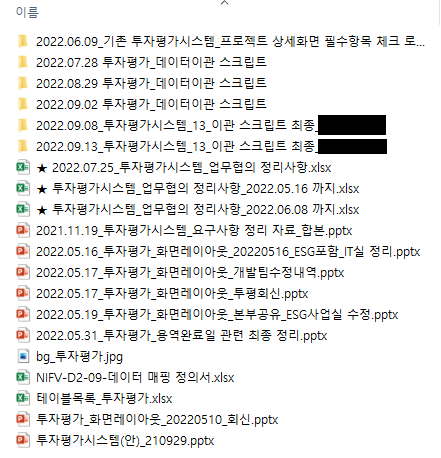 이름
2022.06.09_기존 투자평가시스템_프로젝트 상세화면 필수항목 체크 로...
2022.07.28 투자평가_데이터이관 스크립트
2022.08.29 투자평가_데이터이관 스크립트
2022.09.02 투자평가_데이터이관 스크립트
2022.09.08_투자평가시스템_13_이관 스크립트 최종_
2022.09.13_투자평가시스템_13_이관 스크립트 최종_
★ 2022.07.25_투자평가시스템_업무협의 정리사항.xlsx
★ 투자평가시스템_업무협의 정리사항_2022.05.16 까지.xlsx
★ 투자평가시스템_업무협의 정리사항_2022.06.08 까지.xlsx
2021.11.19_투자평가시스템_요구사항 정리 자료_합본.pptx
2022.05.16_투자평가_화면레이아웃_20220516_ESG포함_IT실 정리.pptx
2022.05.17_투자평가_화면레이아웃_개발팀수정내역.pptx
2022.05.17_투자평가_화면레이아웃_투평회신.pptx
2022.05.19_투자평가_화면레이아웃_본부공유_ESG사업실 수정.pptx
2022.05.31_투자평가_용역완료일 관련 최종 정리.pptx
bg_투자평가.jpg
NIFV-D2-09-데이터 매핑 정의서.xlsx
테이블목록_투자평가.xlsx
투자평가_화면레이아웃_20220510_회신.pptx
투자평가시스템(안)_210929.pptx